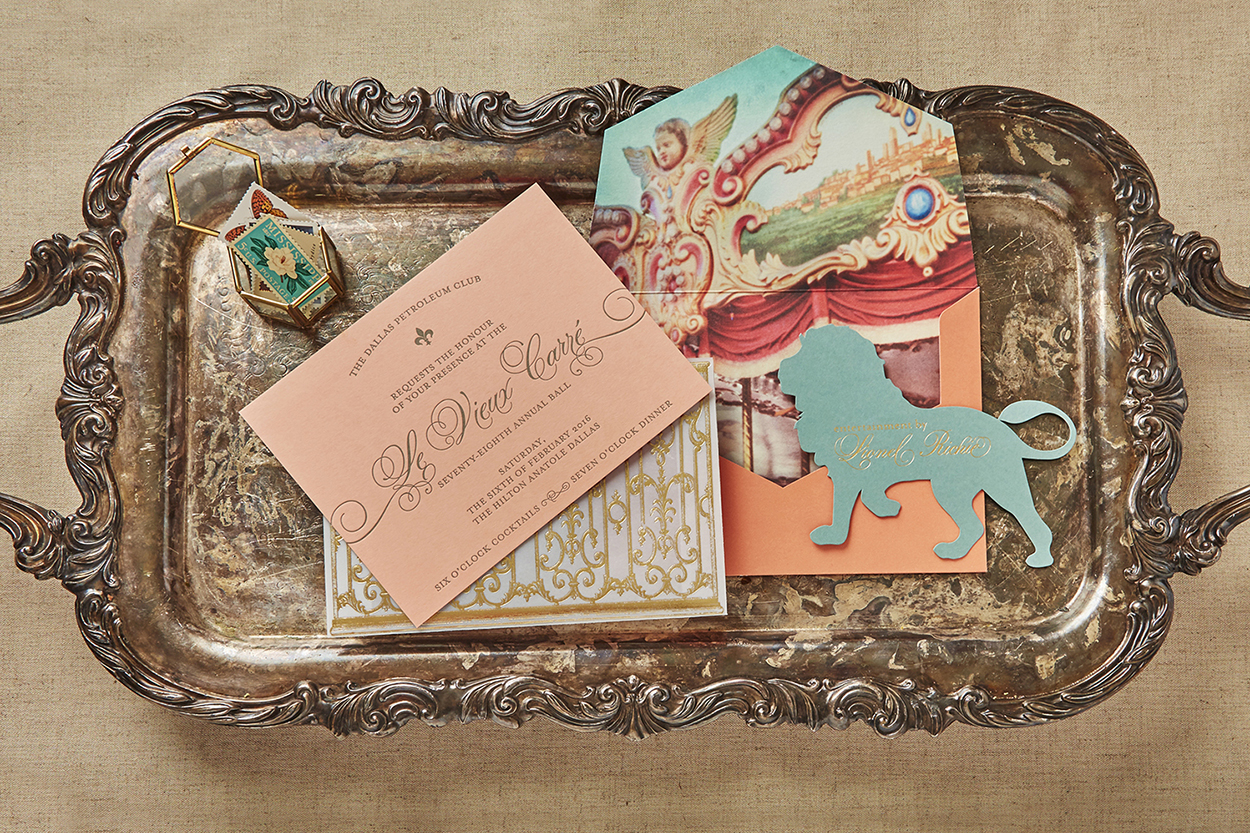 THE DALLAS PETROLEUM CLUB
REQUESTS THE HONOUR
OF YOUR PRESENCE AT THE
Le Vieux Carré
SEVENTY-EIGHTH ANNUAL BALL
SATURDAY,
THE SIXTH OF FEBRUARY 2016
THE HILTON ANATOLE DALLAS
SIX O'CLOCK COCKTAILS SEVEN O'CLOCK DINNER